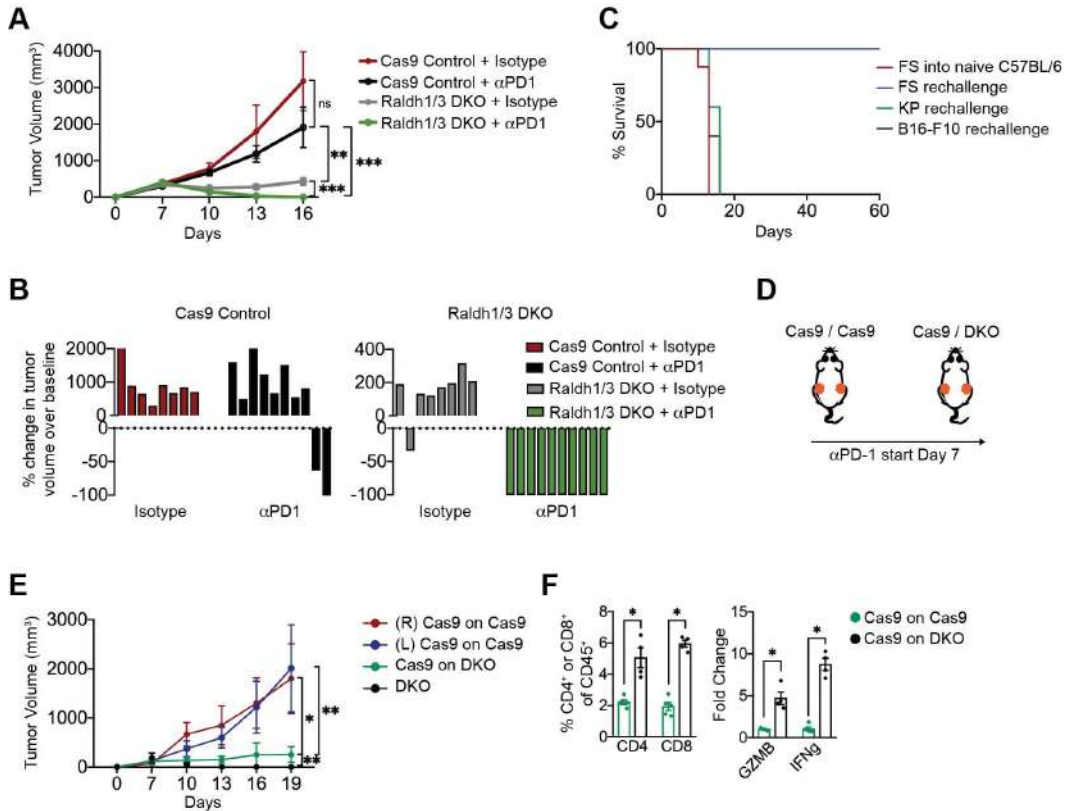 A
Tumor Volume (mm³)
4000
3000
2000
1000
0
0 7 10 13 16
Days
Cas9 Control + Isotype
Cas9 Control + αPD1
Raldh1/3 DKO + Isotype
Raldh1/3 DKO + αPD1
ns
**
***
***
C
% Survival
100
50
0
0 20 40 60
Days
FS into naive C57BL/6
FS rechallenge
KP rechallenge
B16-F10 rechallenge
B
Cas9 Control
Raldh1/3 DKO
% change in tumor
volume over baseline
2000
1000
0
0
-50
-100
Isotype
αPD1
400
200
0
0
-50
-100
Isotype
αPD1
Cas9 Control + Isotype
Cas9 Control + αPD1
Raldh1/3 DKO + Isotype
Raldh1/3 DKO + αPD1
D
Cas9 / Cas9
Cas9 / DKO
αPD-1 start Day 7
E
Tumor Volume (mm³)
3000
2000
1000
0
0 7 10 13 16 19
Days
(R) Cas9 on Cas9
(L) Cas9 on Cas9
Cas9 on DKO
DKO
*
**
**
F
% CD4⁺ or CD8⁺
of CD45⁺
8
6
4
2
0
* *
CD4 CD8
Fold Change
15
10
5
0
*
*
GZMB
IFNg
Cas9 on Cas9
Cas9 on DKO